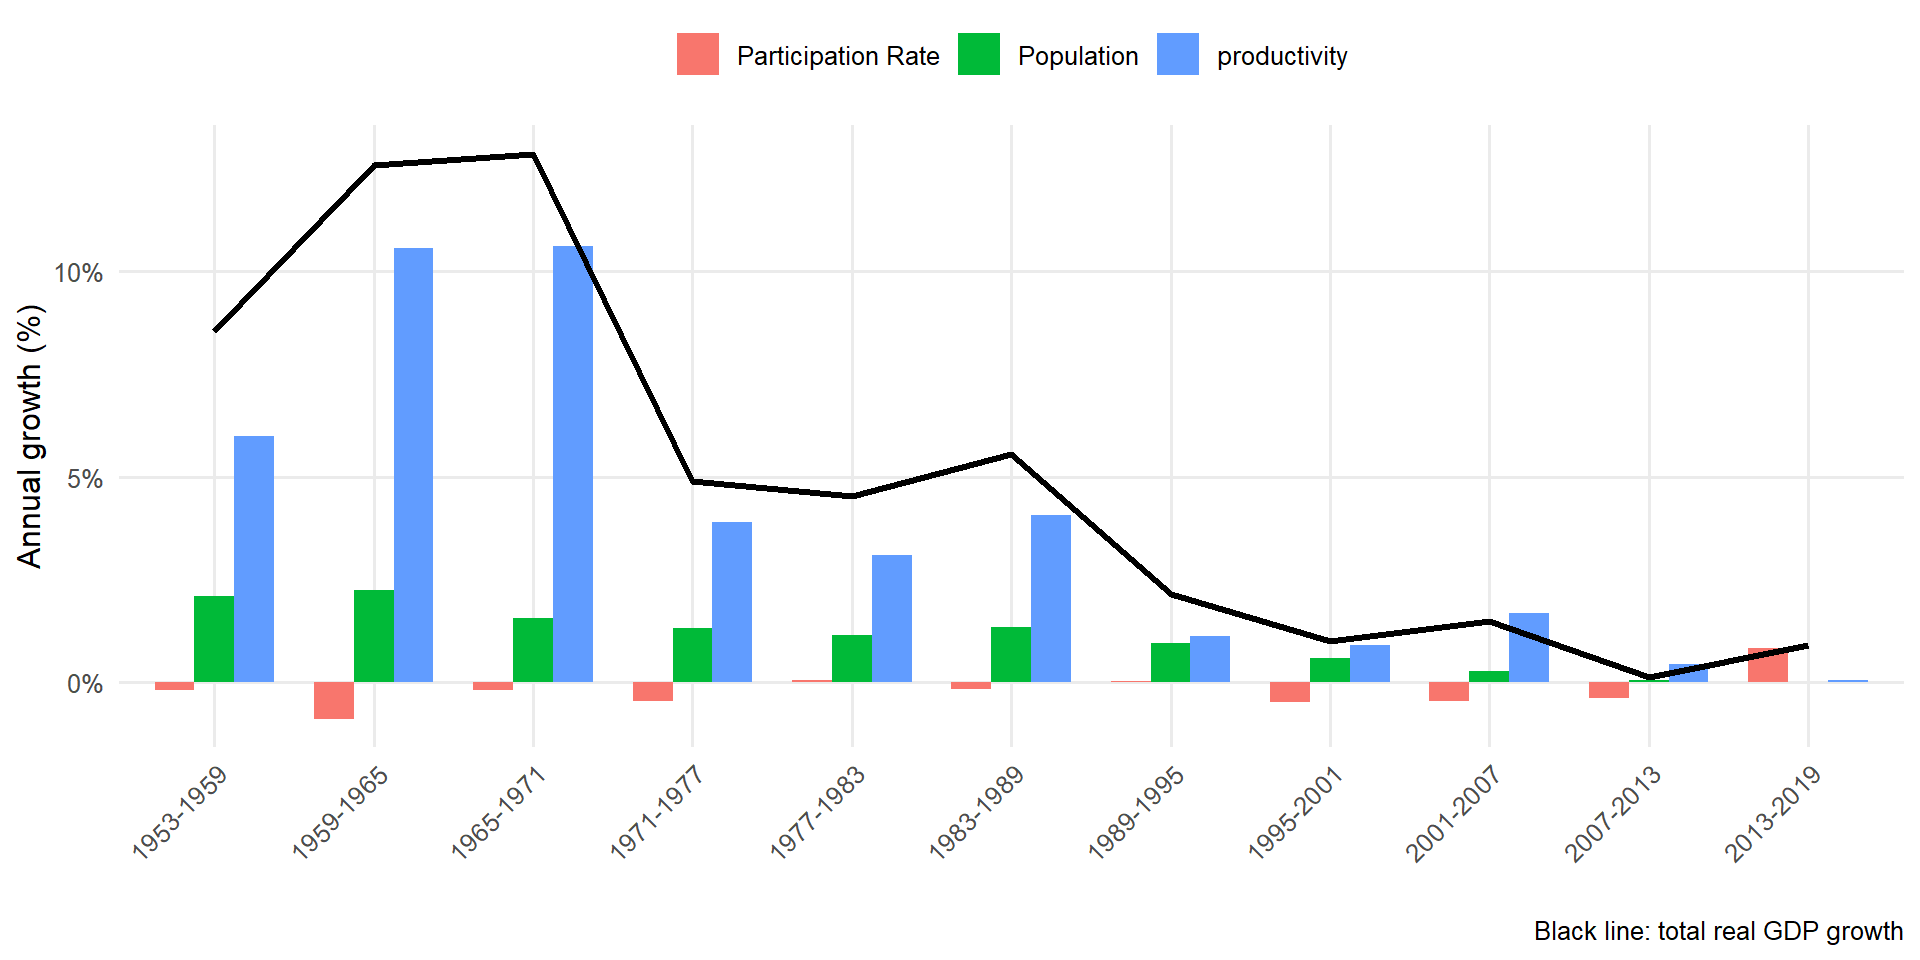 Participation Rate Population productivity
Annual growth (%)
10%
5%
0%
1953-1959 1959-1965 1965-1971 1971-1977 1977-1983 1983-1989 1989-1995 1995-2001 2001-2007 2007-2013 2013-2019
Black line: total real GDP growth